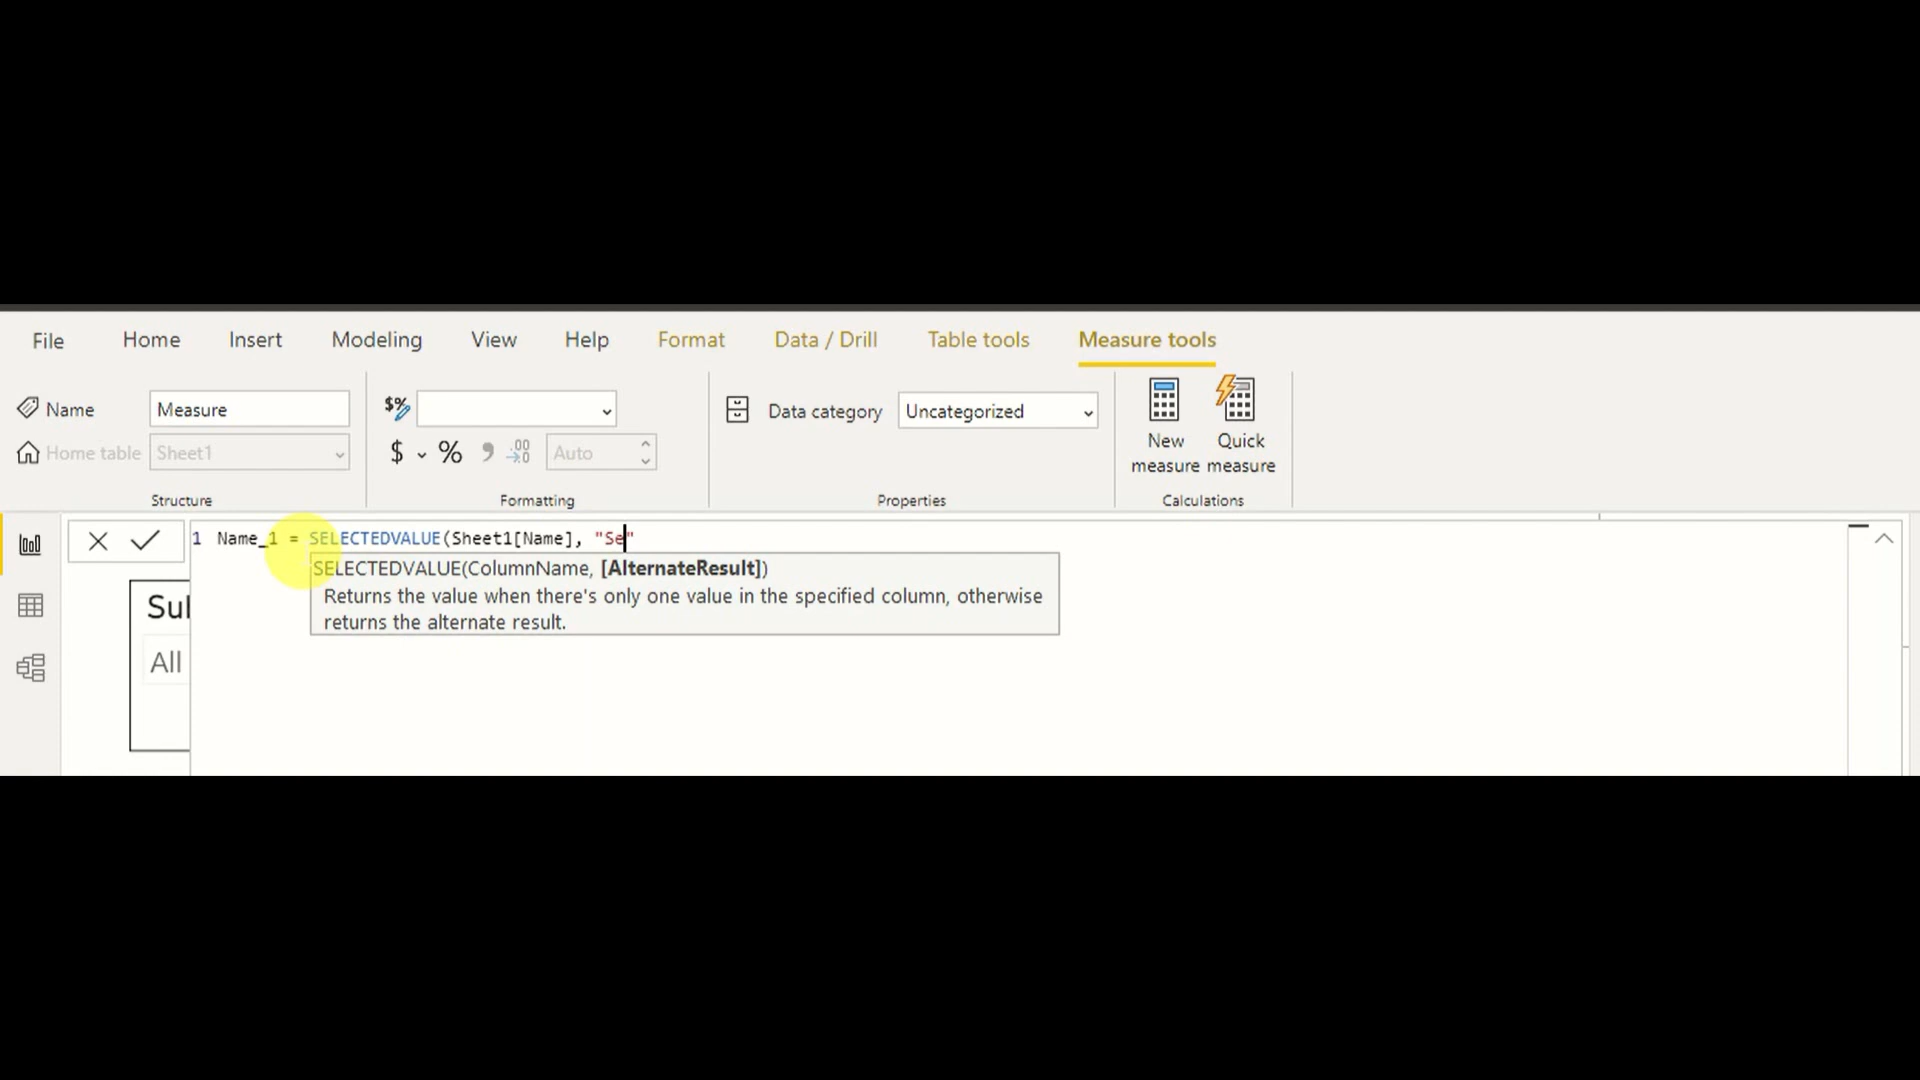 File Home Insert Modeling View Help Format Data / Drill Table tools Measure tools
Name Measure
Home table Sheet1
Structure
$%
$ % , .00 →0 Auto
Formatting
Data category Uncategorized
Properties
New measure
Quick measure
Calculations
1 Name_1 = SELECTEDVALUE(Sheet1[Name], "Se"
SELECTEDVALUE(ColumnName, [AlternateResult])
Returns the value when there's only one value in the specified column, otherwise
returns the alternate result.
All